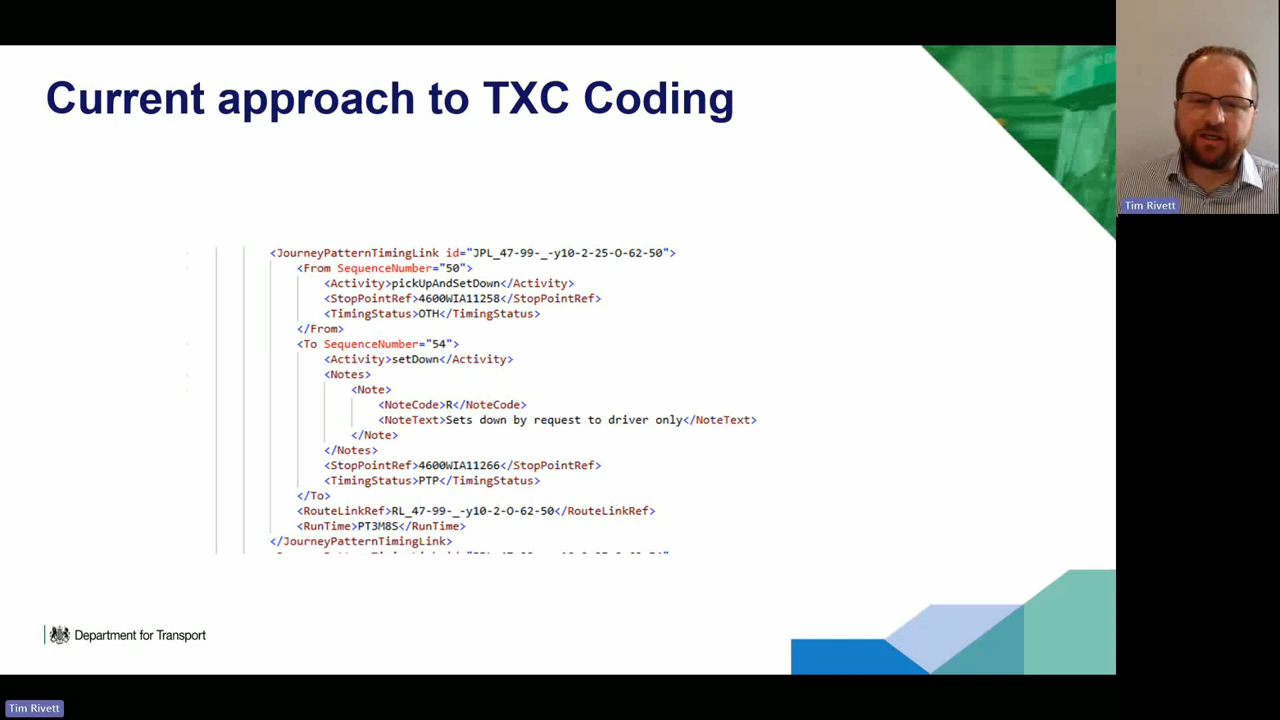 Current approach to TXC Coding
<JourneyPatternTimingLink id="JPL_47-99-_-y10-2-25-O-62-50">
<From SequenceNumber="50">
<Activity>pickUpAndSetDown</Activity>
<StopPointRef>4600WIA11258</StopPointRef>
<TimingStatus>OTH</TimingStatus>
</From>
<To SequenceNumber="54">
<Activity>setDown</Activity>
<Notes>
<Note>
<NoteCode>R</NoteCode>
<NoteText>Sets down by request to driver only</NoteText>
</Note>
</Notes>
<StopPointRef>4600WIA11266</StopPointRef>
<TimingStatus>PTP</TimingStatus>
</To>
<RouteLinkRef>RL_47-99-_-y10-2-O-62-50</RouteLinkRef>
<RunTime>PT3M8S</RunTime>
</JourneyPatternTimingLink>
Department for Transport
Tim Rivett
Tim Rivett